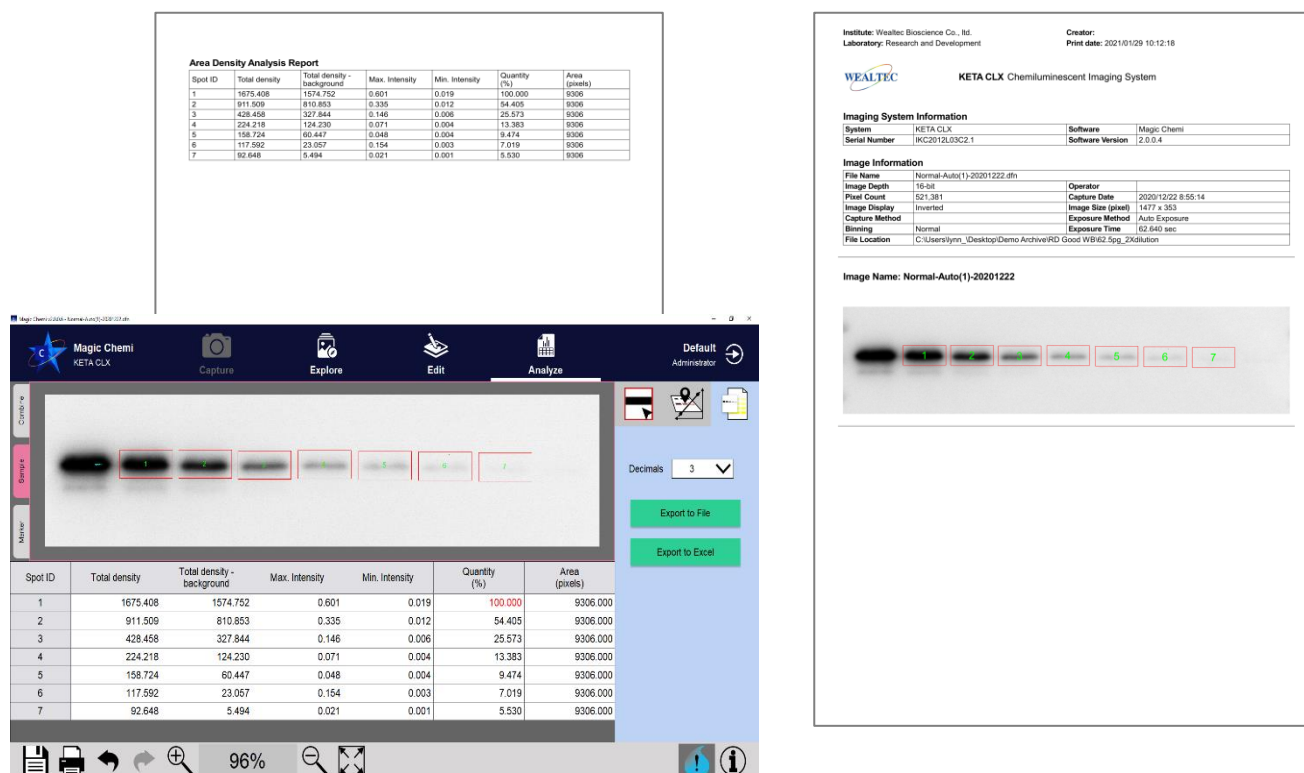 Area Density Analysis Report
Spot ID Total density Total density - background Max. Intensity Min. Intensity Quantity (%) Area (pixels)
1 1675.408 1574.752 0.601 0.019 100.000 9306
2 911.509 810.853 0.335 0.012 54.405 9306
3 428.458 327.844 0.146 0.006 25.573 9306
4 224.218 124.230 0.071 0.004 13.383 9306
5 158.724 60.447 0.048 0.004 9.474 9306
6 117.592 23.057 0.154 0.003 7.019 9306
7 92.648 5.494 0.021 0.001 5.530 9306
Institute: Wealtec Bioscience Co., ltd. Creator:
Laboratory: Research and Development Print date: 2021/01/29 10:12:18
WEALTEC KETA CLX Chemiluminescent Imaging System
Imaging System Information
System KETA CLX Software Magic Chemi
Serial Number IKC2012L03C2.1 Software Version 2.0.0.4
Image Information
File Name Normal-Auto(1)-20201222.dfn
Image Depth 16-bit Operator
Pixel Count 521,381 Capture Date 2020/12/22 8:55:14
Image Display Inverted Image Size (pixel) 1477 x 353
Capture Method Exposure Method Auto Exposure
Binning Normal Exposure Time 62.640 sec
File Location C:\Users\lynn_\Desktop\Demo Archive\RD Good WB\62.5pg_2Xdilution
Image Name: Normal-Auto(1)-20201222
1 2 3 4 5 6 7
C Magic Chemi
KETA CLX
Capture Explore Edit Analyze
Default
Administrator
Combine
Sample
Marker
1 2 3 4 5 6 7
Decimals 3
Export to File
Export to Excel
Spot ID Total density Total density - background Max. Intensity Min. Intensity Quantity (%) Area (pixels)
1 1675.408 1574.752 0.601 0.019 100.000 9306.000
2 911.509 810.853 0.335 0.012 54.405 9306.000
3 428.458 327.844 0.146 0.006 25.573 9306.000
4 224.218 124.230 0.071 0.004 13.383 9306.000
5 158.724 60.447 0.048 0.004 9.474 9306.000
6 117.592 23.057 0.154 0.003 7.019 9306.000
7 92.648 5.494 0.021 0.001 5.530 9306.000
96%